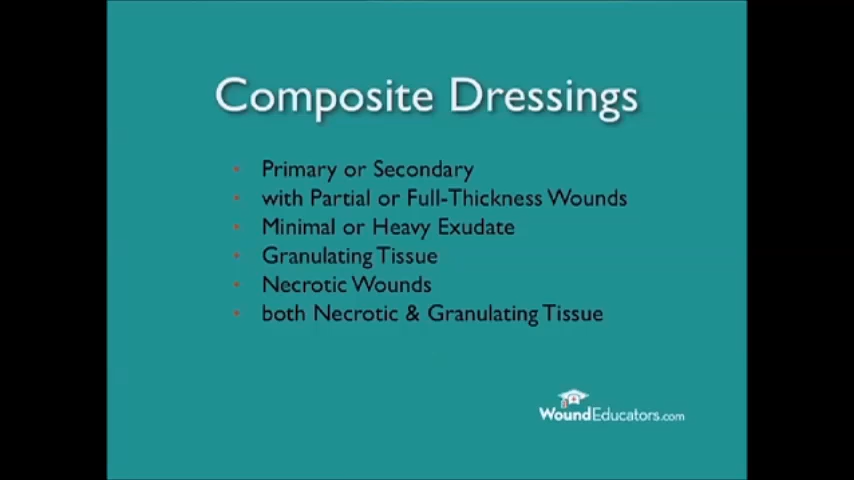 Composite Dressings
• Primary or Secondary
• with Partial or Full-Thickness Wounds
• Minimal or Heavy Exudate
• Granulating Tissue
• Necrotic Wounds
• both Necrotic & Granulating Tissue
WoundEducators.com